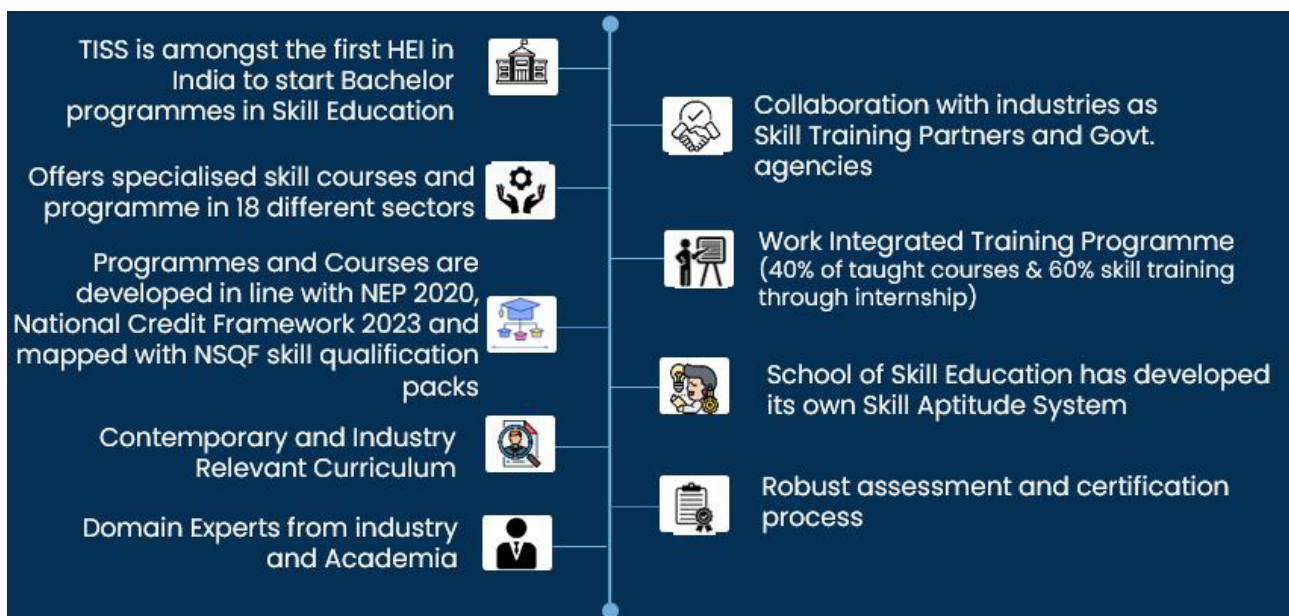 TISS is amongst the first HEI in
India to start Bachelor
programmes in Skill Education
Offers specialised skill courses and
programme in 18 different sectors
Programmes and Courses are
developed in line with NEP 2020,
National Credit Framework 2023 and
mapped with NSQF skill qualification
packs
Contemporary and Industry
Relevant Curriculum
Domain Experts from industry
and Academia
Collaboration with industries as
Skill Training Partners and Govt.
agencies
Work Integrated Training Programme
(40% of taught courses & 60% skill training
through internship)
School of Skill Education has developed
its own Skill Aptitude System
Robust assessment and certification
process